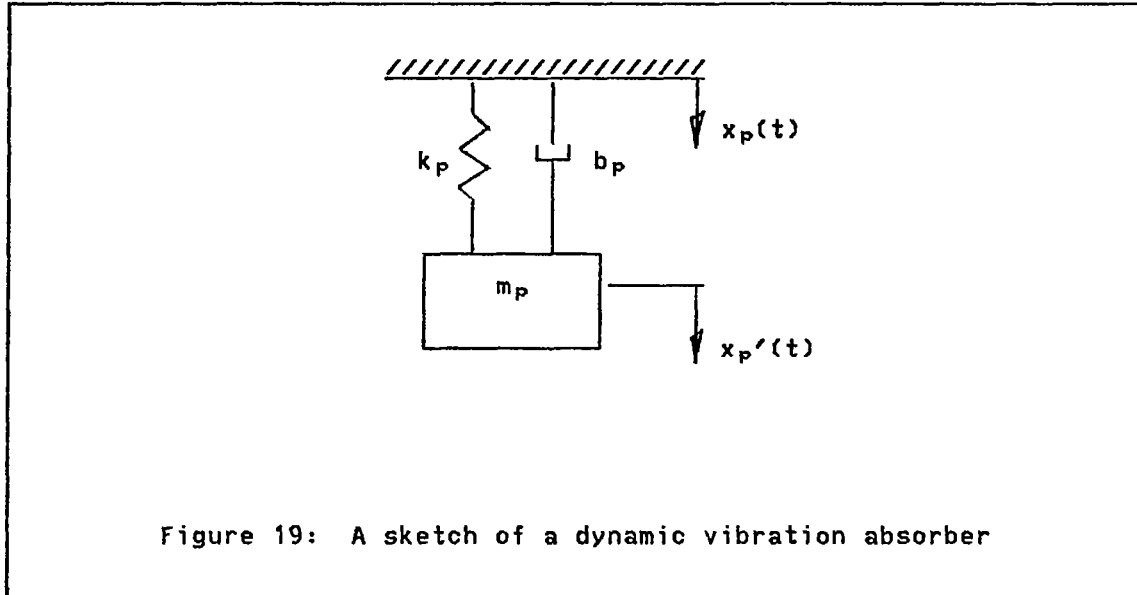 xp(t)
kp
bp
mp
xp′(t)
Figure 19: A sketch of a dynamic vibration absorber